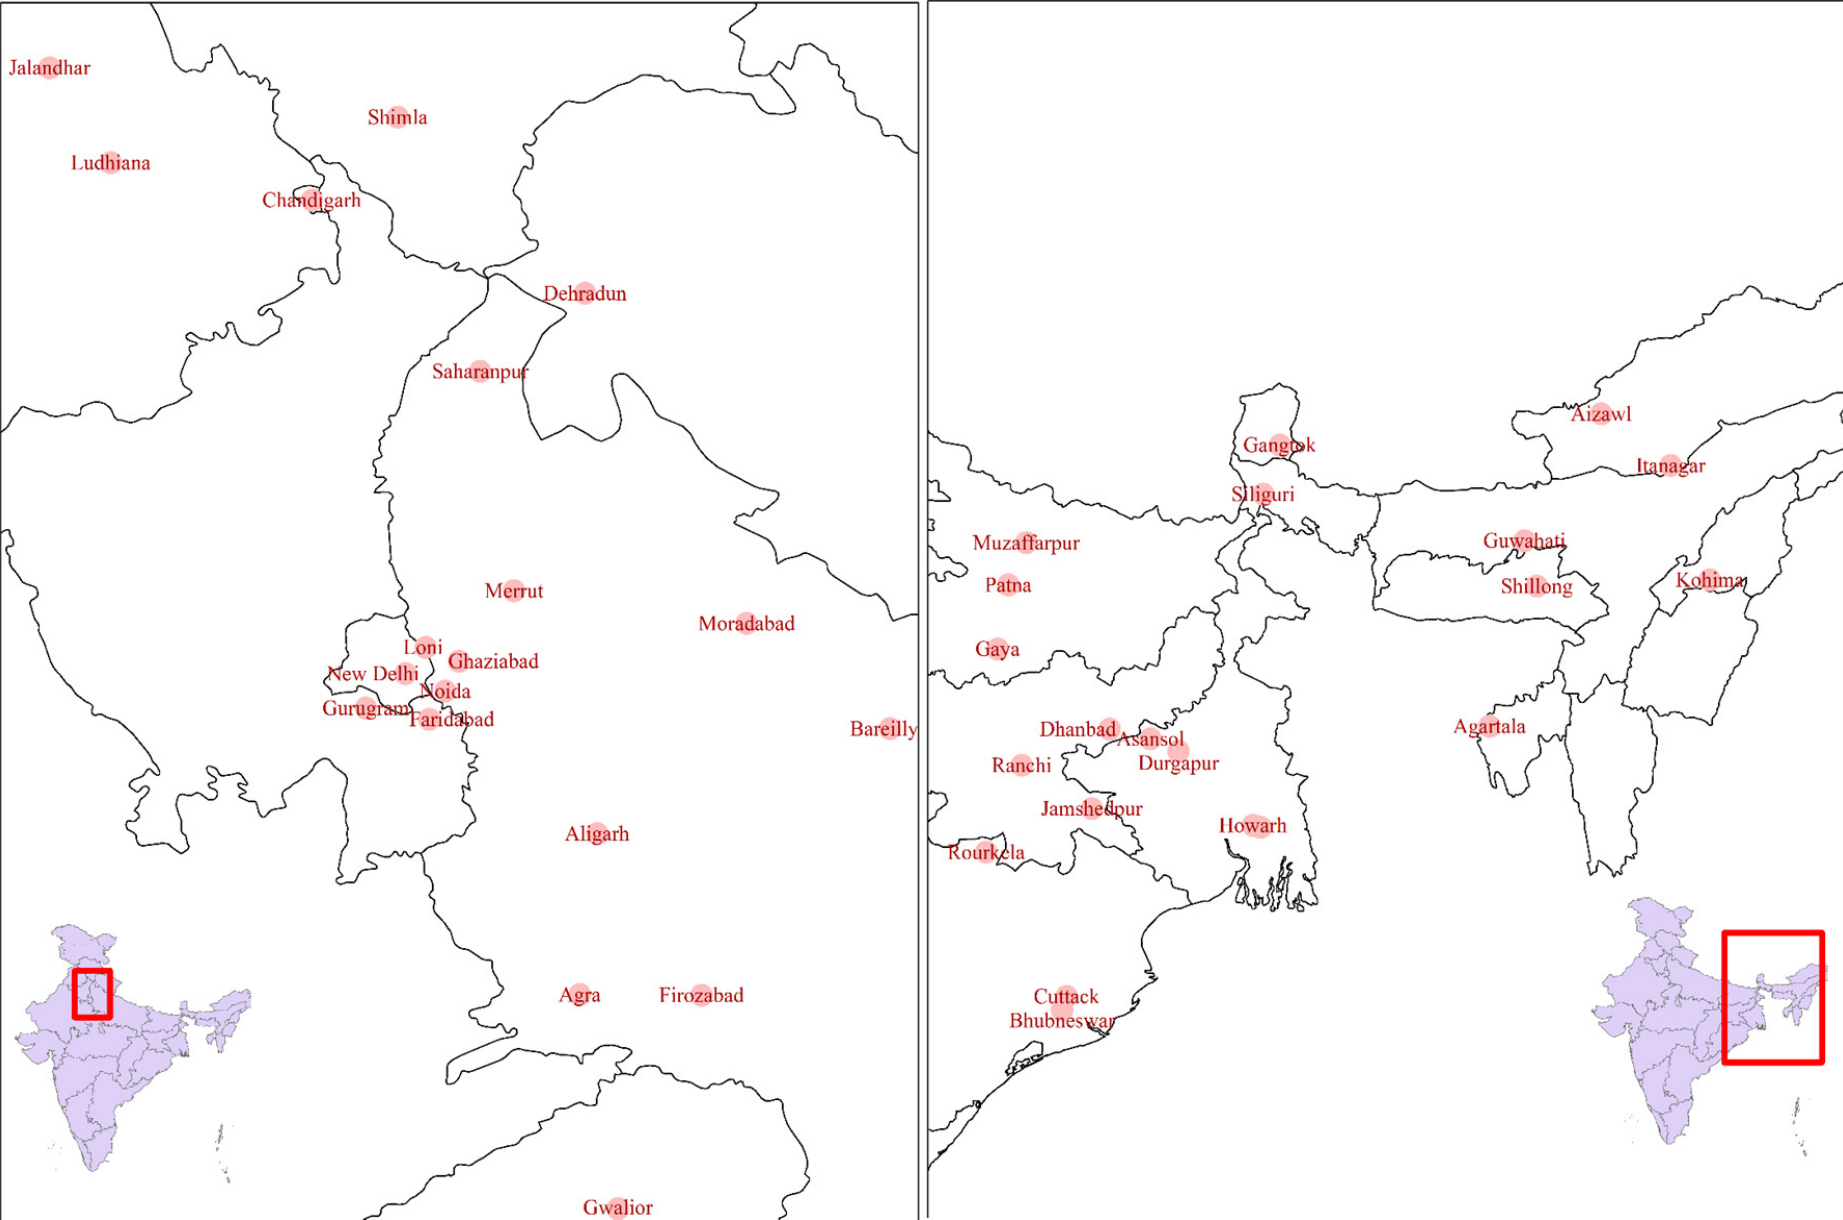 Jalandhar
Shimla
Ludhiana
Chandigarh
Dehradun
Saharanpur
Merrut
Moradabad
Loni
Ghaziabad
New Delhi
Noida
Gurugram
Faridabad
Bareilly
Aligarh
Agra
Firozabad
Gwalior
Aizawl
Gangtok
Itanagar
Siliguri
Guwahati
Muzaffarpur
Kohima
Patna
Shillong
Gaya
Agartala
Dhanbad
Asansol
Durgapur
Ranchi
Jamshedpur
Howarh
Rourkela
Cuttack
Bhubneswar